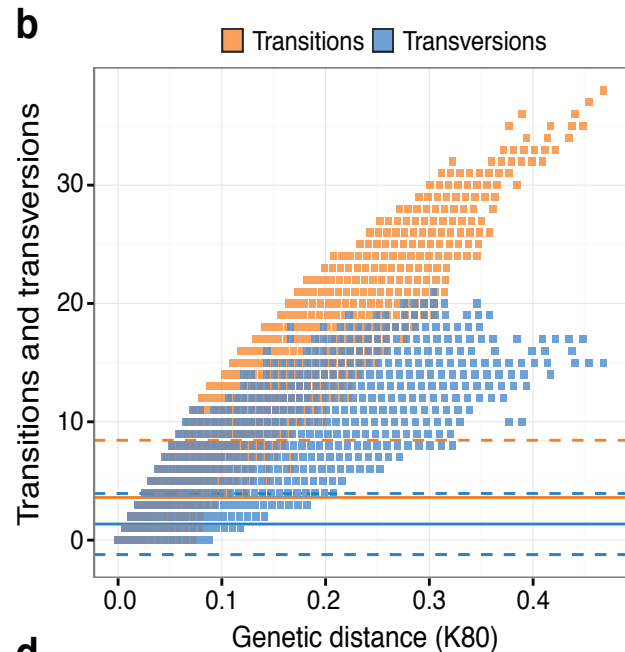 b
Transitions Transversions
Transitions and transversions
30
20
10
0
0.0 0.1 0.2 0.3 0.4
Genetic distance (K80)
d